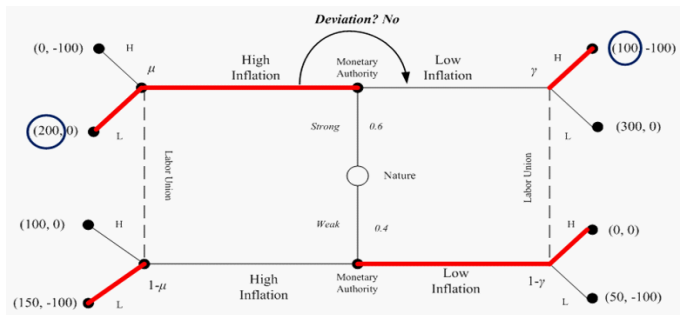 Deviation? No
(0, -100)
H
μ
High
Inflation
Monetary
Authority
Low
Inflation
γ
H
(100, -100)
(200, 0)
L
Strong
0.6
L
(300, 0)
Labor Union
Nature
Labor Union
(100, 0)
H
Weak
0.4
H
(0, 0)
(150, -100)
L
1-μ
High
Inflation
Monetary
Authority
Low
Inflation
1-γ
L
(50, -100)